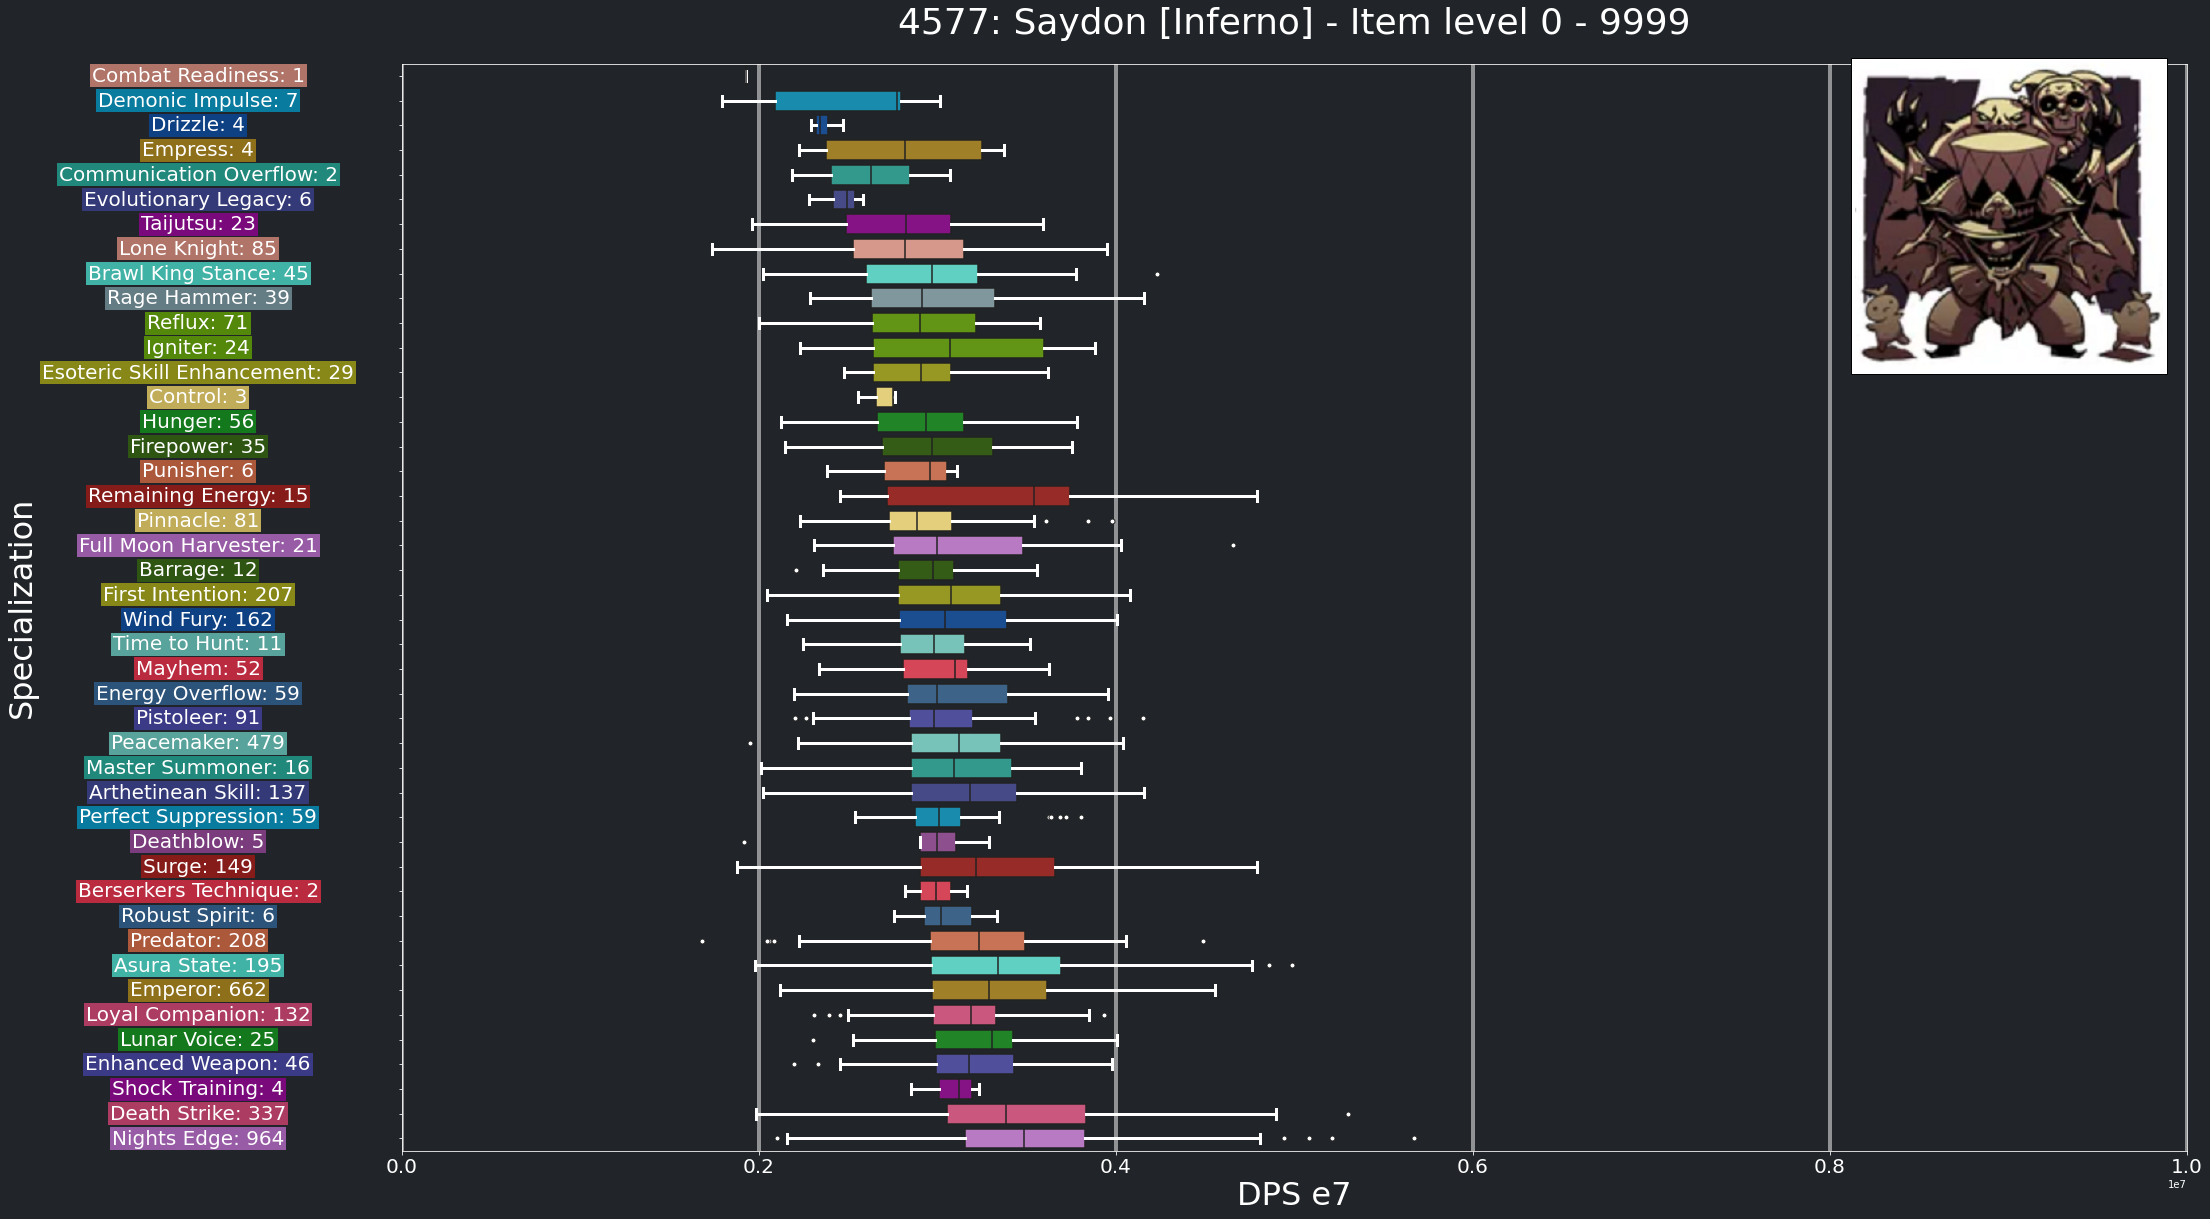 4577: Saydon [Inferno] - Item level 0 - 9999
Combat Readiness: 1
Demonic Impulse: 7
Drizzle: 4
Empress: 4
Communication Overflow: 2
Evolutionary Legacy: 6
Taijutsu: 23
Lone Knight: 85
Brawl King Stance: 45
Rage Hammer: 39
Reflux: 71
Igniter: 24
Esoteric Skill Enhancement: 29
Control: 3
Hunger: 56
Firepower: 35
Punisher: 6
Remaining Energy: 15
Pinnacle: 81
Full Moon Harvester: 21
Barrage: 12
First Intention: 207
Wind Fury: 162
Time to Hunt: 11
Mayhem: 52
Energy Overflow: 59
Pistoleer: 91
Peacemaker: 479
Master Summoner: 16
Arthetinean Skill: 137
Perfect Suppression: 59
Deathblow: 5
Surge: 149
Berserkers Technique: 2
Robust Spirit: 6
Predator: 208
Asura State: 195
Emperor: 662
Loyal Companion: 132
Lunar Voice: 25
Enhanced Weapon: 46
Shock Training: 4
Death Strike: 337
Nights Edge: 964
Specialization
0.0 0.2 0.4 0.6 0.8 1.0
1e7
DPS e7